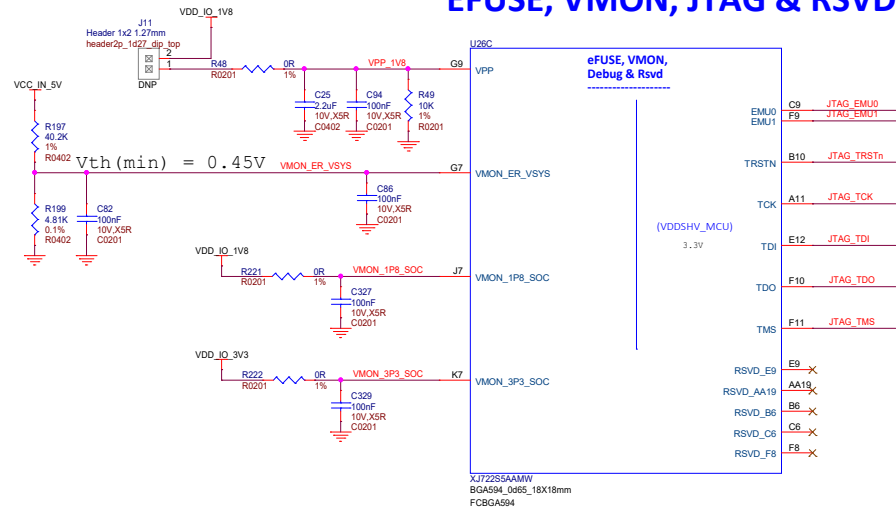 EFUSE, VMON, JTAG & RSVD
VDD_IO_1V8
J11
Header 1x2 1.27mm
header2p_1d27_dip_top
2
1
DNP
R48
R0201
0R
1%
VPP_1V8
G9
VPP
C25
2.2uF
10V,X5R
C0402
C94
100nF
10V,X5R
C0201
R49
10K
1%
R0201
VCC_IN_5V
R197
40.2K
1%
R0402
Vth(min) = 0.45V
VMON_ER_VSYS
G7
VMON_ER_VSYS
R199
4.81K
0.1%
R0402
C82
100nF
10V,X5R
C0201
C86
100nF
10V,X5R
C0201
VDD_IO_1V8
R221
R0201
0R
1%
VMON_1P8_SOC
J7
VMON_1P8_SOC
C327
100nF
10V,X5R
C0201
VDD_IO_3V3
R222
R0201
0R
1%
VMON_3P3_SOC
K7
VMON_3P3_SOC
C329
100nF
10V,X5R
C0201
U26C
eFUSE, VMON,
Debug & Rsvd
--------------------
(VDDSHV_MCU)
3.3V
EMU0
C9
JTAG_EMU0
EMU1
F9
JTAG_EMU1
TRSTN
B10
JTAG_TRSTn
TCK
A11
JTAG_TCK
TDI
E12
JTAG_TDI
TDO
F10
JTAG_TDO
TMS
F11
JTAG_TMS
RSVD_E9
E9
RSVD_AA19
AA19
RSVD_B6
B6
RSVD_C6
C6
RSVD_F8
F8
XJ722S5AAMW
BGA594_0d65_18X18mm
FCBGA594